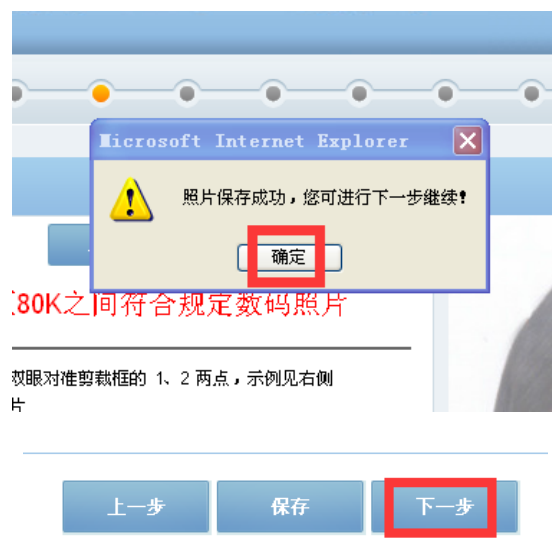 Microsoft Internet Explorer
照片保存成功，您可进行下一步继续！
确定
80K之间符合规定数码照片
双眼对准剪裁框的 1、2 两点，示例见右侧
片
上一步
保存
下一步